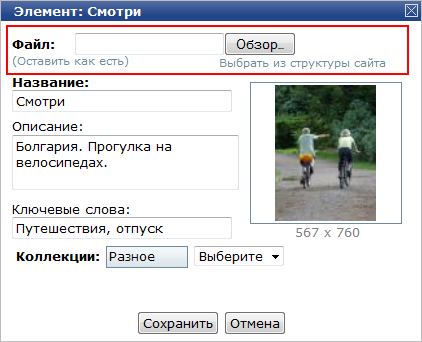 Элемент: Смотри
Файл: Обзор...
(Оставить как есть) Выбрать из структуры сайта
Название:
Смотри
Описание:
Болгария. Прогулка на
велосипедах.
567 x 760
Ключевые слова:
Путешествия, отпуск
Коллекции: Разное Выберите
Сохранить Отмена